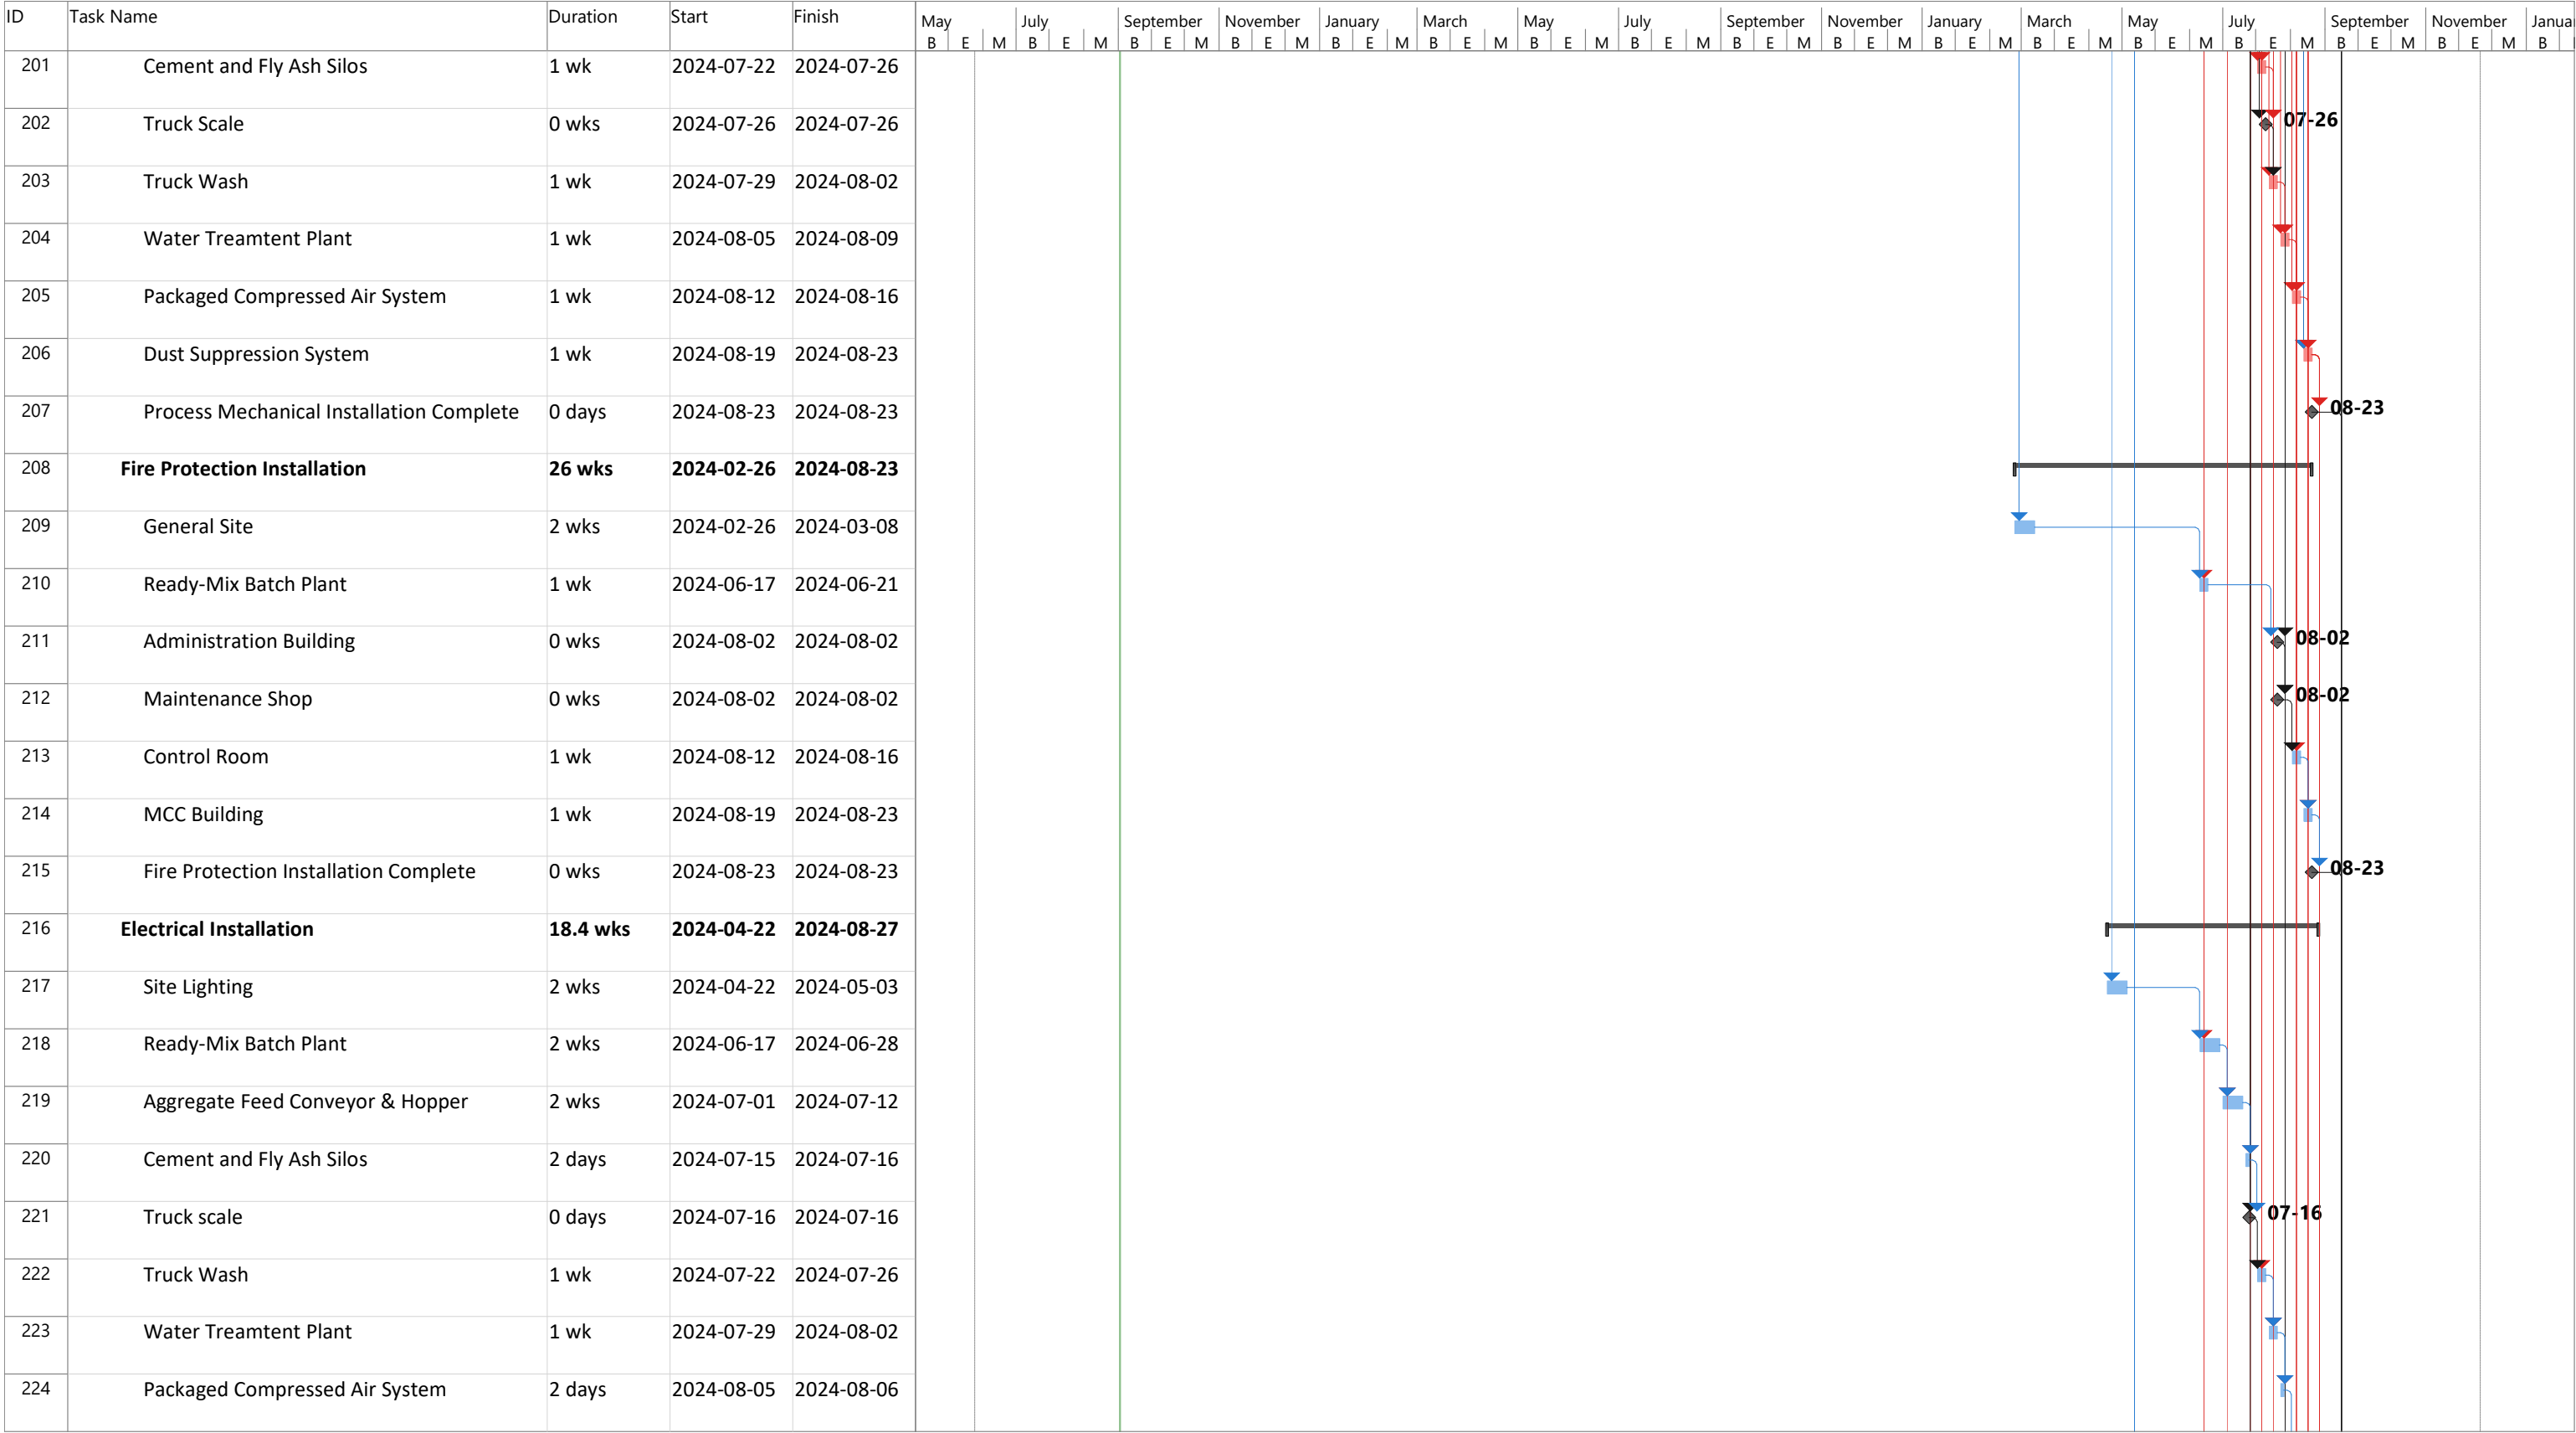 ID Task Name Duration Start Finish May July September November January March May July September November January March May July September November Janua
B E M B E M B E M B E M B E M B E M B E M B E M B E M B E M B E M B E M B E M B E M B E M B E M B
201 Cement and Fly Ash Silos 1 wk 2024-07-22 2024-07-26
202 Truck Scale 0 wks 2024-07-26 2024-07-26 07-26
203 Truck Wash 1 wk 2024-07-29 2024-08-02
204 Water Treamtent Plant 1 wk 2024-08-05 2024-08-09
205 Packaged Compressed Air System 1 wk 2024-08-12 2024-08-16
206 Dust Suppression System 1 wk 2024-08-19 2024-08-23
207 Process Mechanical Installation Complete 0 days 2024-08-23 2024-08-23 08-23
208 Fire Protection Installation 26 wks 2024-02-26 2024-08-23
209 General Site 2 wks 2024-02-26 2024-03-08
210 Ready-Mix Batch Plant 1 wk 2024-06-17 2024-06-21
211 Administration Building 0 wks 2024-08-02 2024-08-02 08-02
212 Maintenance Shop 0 wks 2024-08-02 2024-08-02 08-02
213 Control Room 1 wk 2024-08-12 2024-08-16
214 MCC Building 1 wk 2024-08-19 2024-08-23
215 Fire Protection Installation Complete 0 wks 2024-08-23 2024-08-23 08-23
216 Electrical Installation 18.4 wks 2024-04-22 2024-08-27
217 Site Lighting 2 wks 2024-04-22 2024-05-03
218 Ready-Mix Batch Plant 2 wks 2024-06-17 2024-06-28
219 Aggregate Feed Conveyor & Hopper 2 wks 2024-07-01 2024-07-12
220 Cement and Fly Ash Silos 2 days 2024-07-15 2024-07-16
221 Truck scale 0 days 2024-07-16 2024-07-16 07-16
222 Truck Wash 1 wk 2024-07-22 2024-07-26
223 Water Treamtent Plant 1 wk 2024-07-29 2024-08-02
224 Packaged Compressed Air System 2 days 2024-08-05 2024-08-06